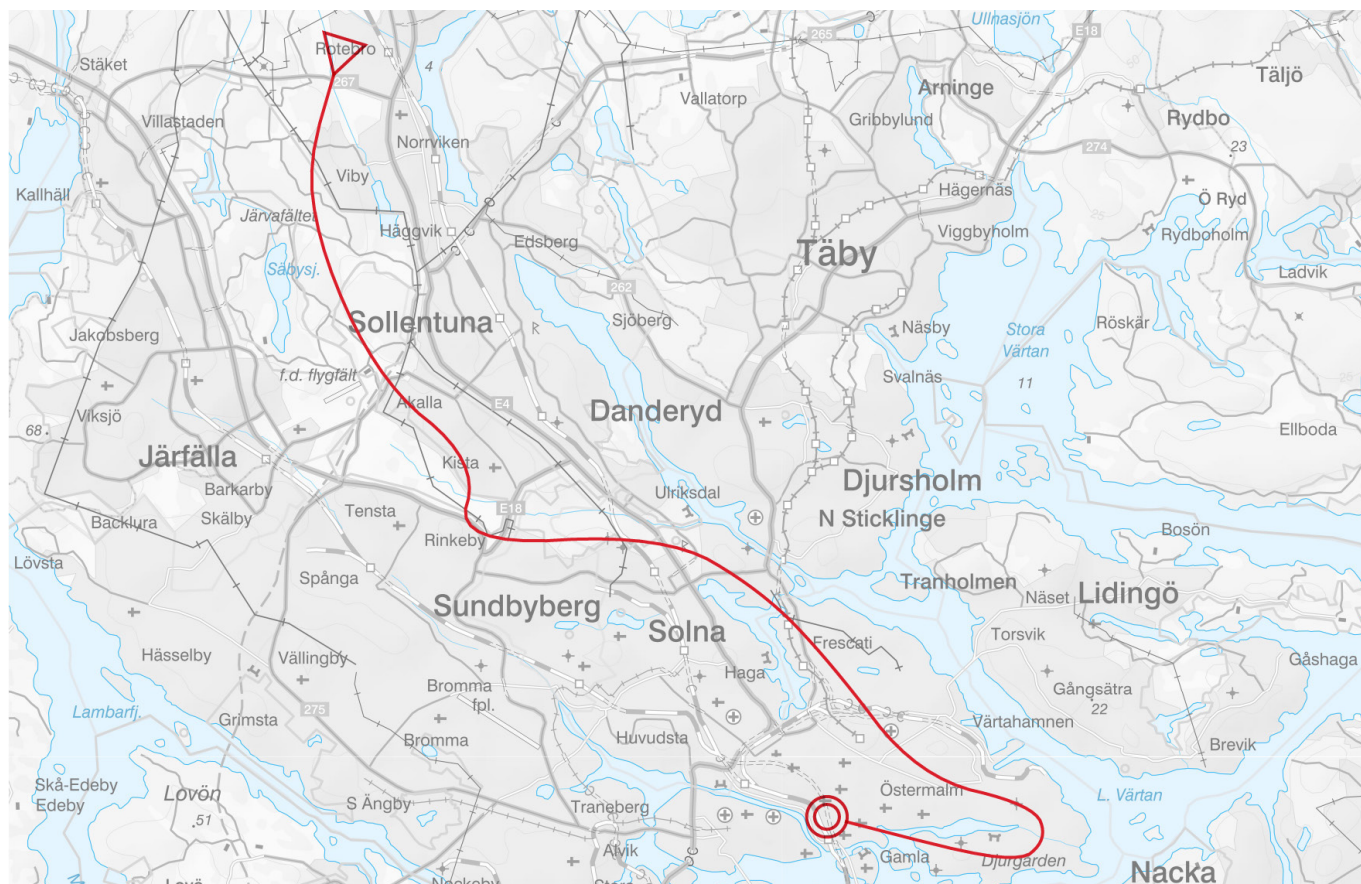 Rotebro
265
Ullnasjön
E18
Stäket
4
267
Vallatorp
Arninge
Täljö
Villastaden
Norrviken
Gribbylund
Rydbo
274
23
Kallhäll
Viby
Hägernäs
Ö Ryd
Järvafältet
Häggvik
Edsberg
Täby
Viggbyholm
Rydboholm
Säbysj.
262
Ladvik
Sollentuna
Sjöberg
Näsby
Stora
Värtan
Röskär
Jakobsberg
f.d. flygfält
Svalnäs
11
Akalla
E4
Danderyd
Viksjö
68
Ellboda
Järfälla
Kista
Djursholm
Barkarby
Ulriksdal
Tensta
E18
N Sticklinge
Skälby
Backlura
Rinkeby
Bosön
Lövsta
Spånga
Tranholmen
Näset
Lidingö
Sundbyberg
Solna
Torsvik
Frescati
Hässelby
Vällingby
Haga
Gåshaga
Bromma
fpl.
Gångsätra
22
Lambarfj.
Grimsta
275
Värtahamnen
Bromma
Huvudsta
Brevik
Skå-Edeby
Edeby
Lovön
51
Östermalm
L. Värtan
S Ängby
Traneberg
Alvik
Gamla
Djurgården
Nacka